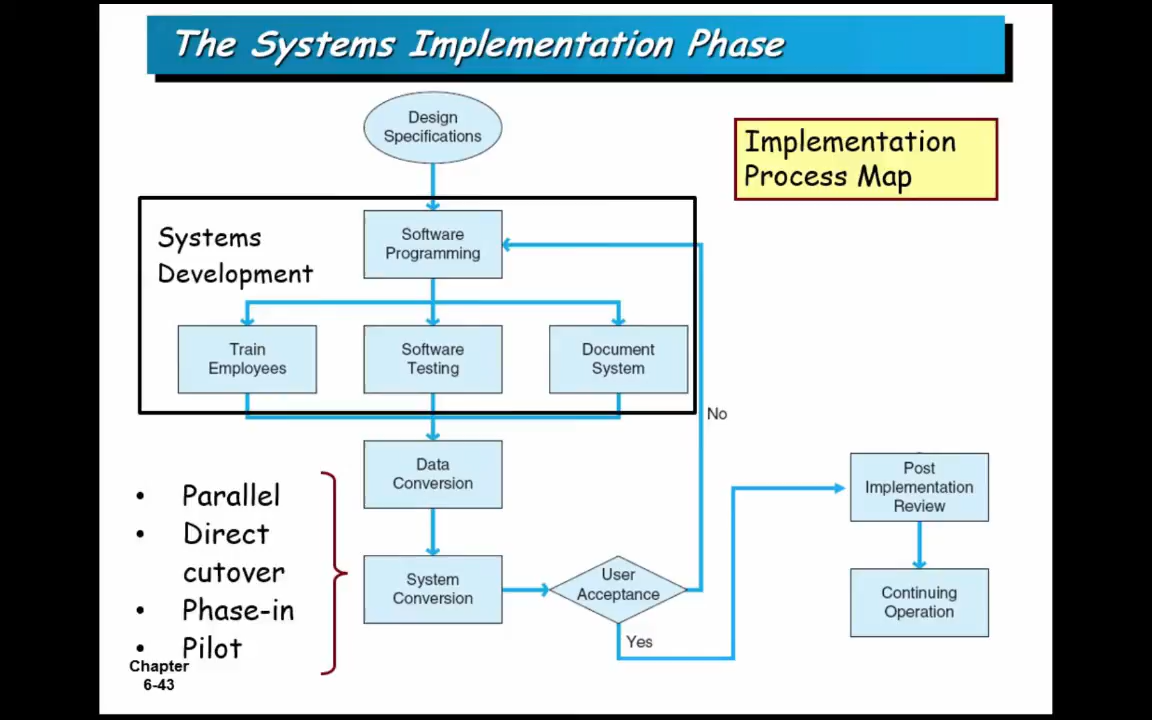 The Systems Implementation Phase
Design
Specifications
Implementation
Process Map
Systems
Development
Software
Programming
Train
Employees
Software
Testing
Document
System
No
Data
Conversion
• Parallel
• Direct
cutover
• Phase-in
• Pilot
System
Conversion
User
Acceptance
Yes
Post
Implementation
Review
Continuing
Operation
Chapter
6-43